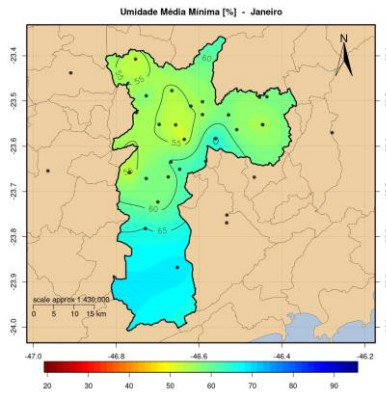 Umidade Média Mínima [%] - Janeiro
N
-23.4
-23.5
-23.6
-23.7
-23.8
-23.9
-24.0
60
55
55
55
60
65
scale approx 1:430,000
0 5 10 15 km
-47.0 -46.8 -46.6 -46.4 -46.2
20 30 40 50 60 70 80 90